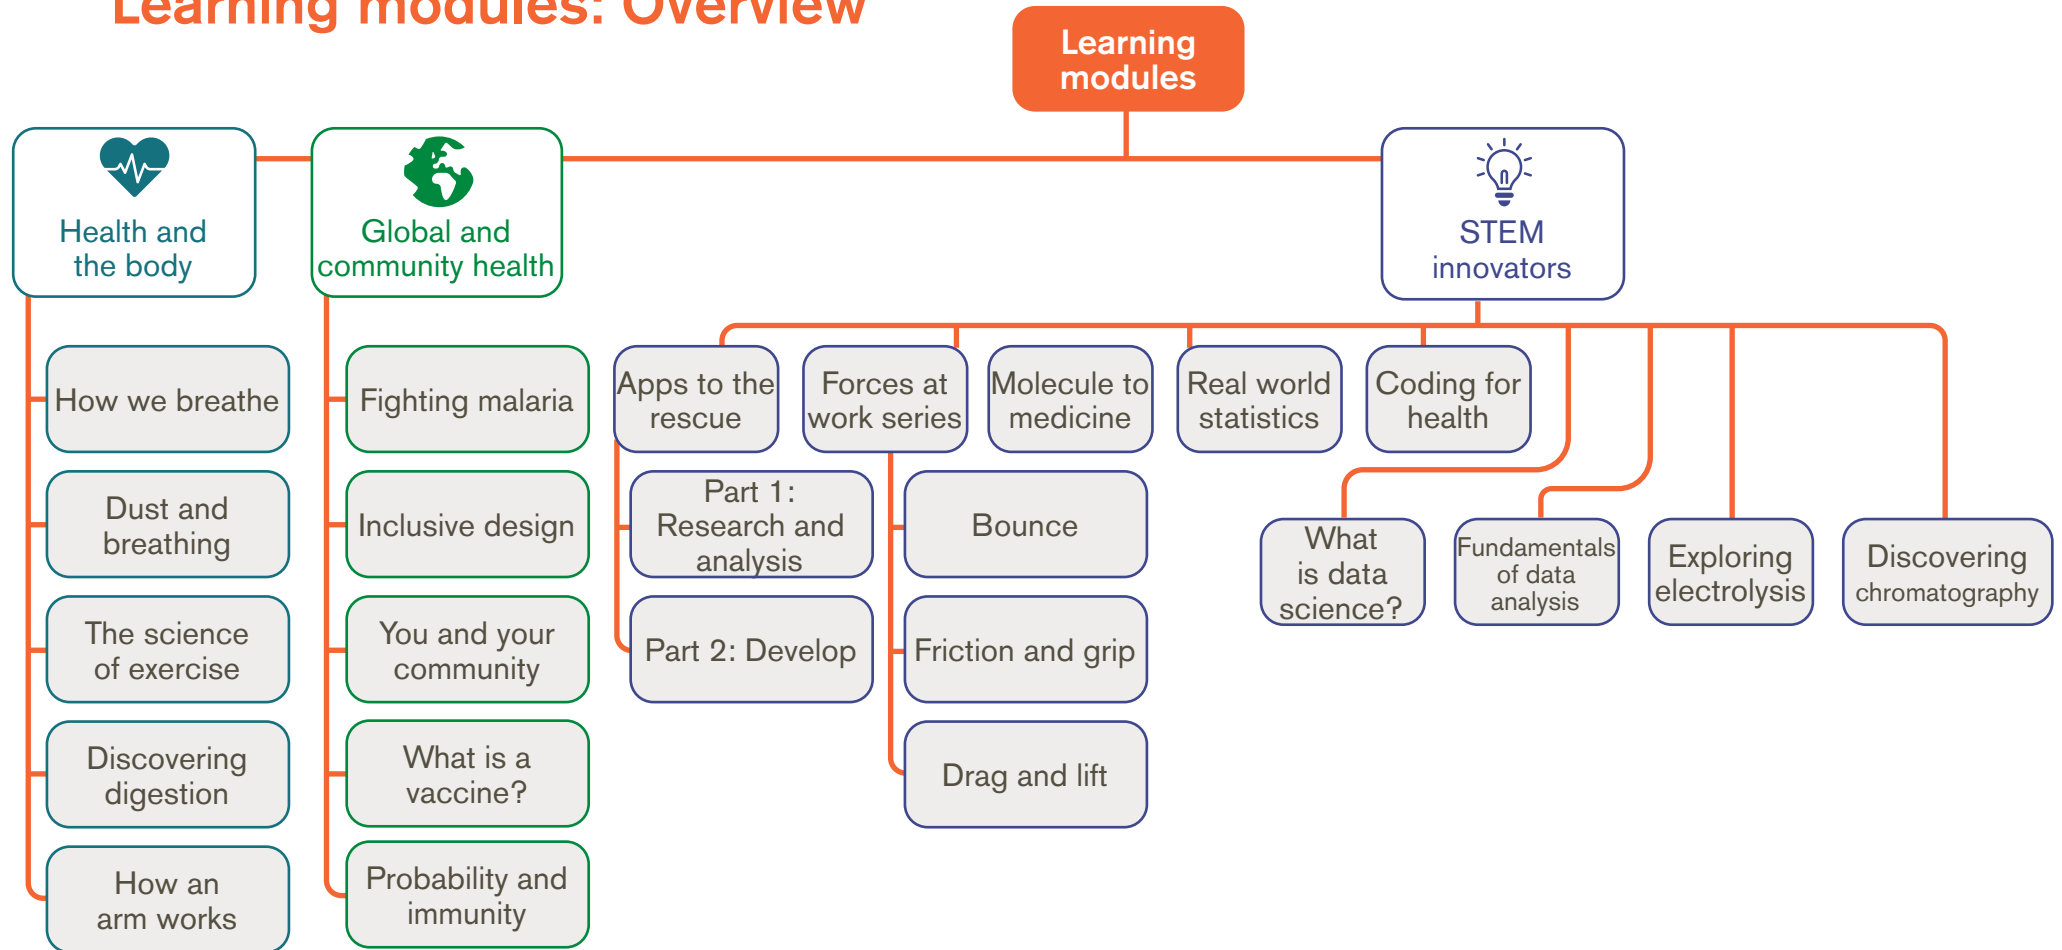 Learning modules: Overview
Learning
modules
Health and
the body
Global and
community health
STEM
innovators
How we breathe
Dust and
breathing
The science
of exercise
Discovering
digestion
How an
arm works
Fighting malaria
Inclusive design
You and your
community
What is a
vaccine?
Probability and
immunity
Apps to the
rescue
Part 1:
Research and
analysis
Part 2: Develop
Forces at
work series
Bounce
Friction and grip
Drag and lift
Molecule to
medicine
Real world
statistics
Coding for
health
What
is data
science?
Fundamentals
of data
analysis
Exploring
electrolysis
Discovering
chromatography